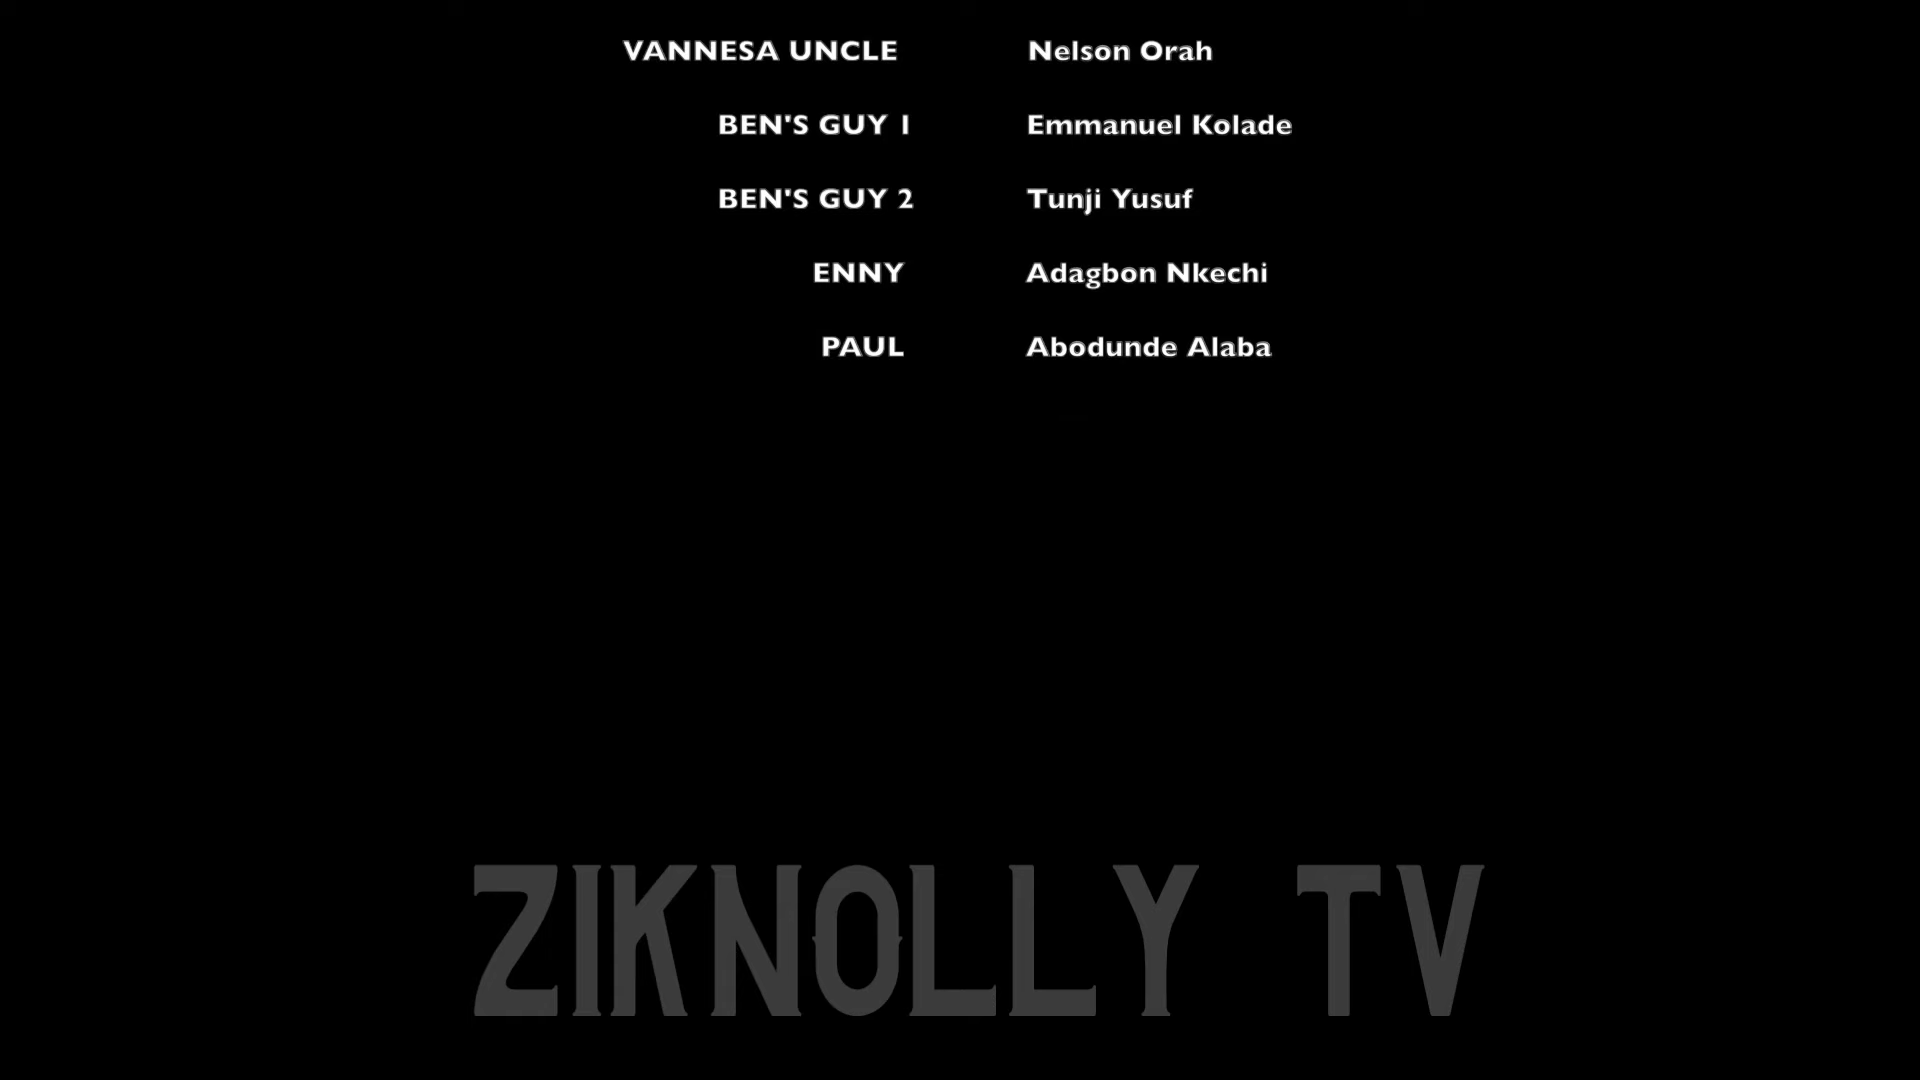 VANNESA UNCLE Nelson Orah
BEN'S GUY 1 Emmanuel Kolade
BEN'S GUY 2 Tunji Yusuf
ENNY Adagbon Nkechi
PAUL Abodunde Alaba
ZIKNOLLY TV